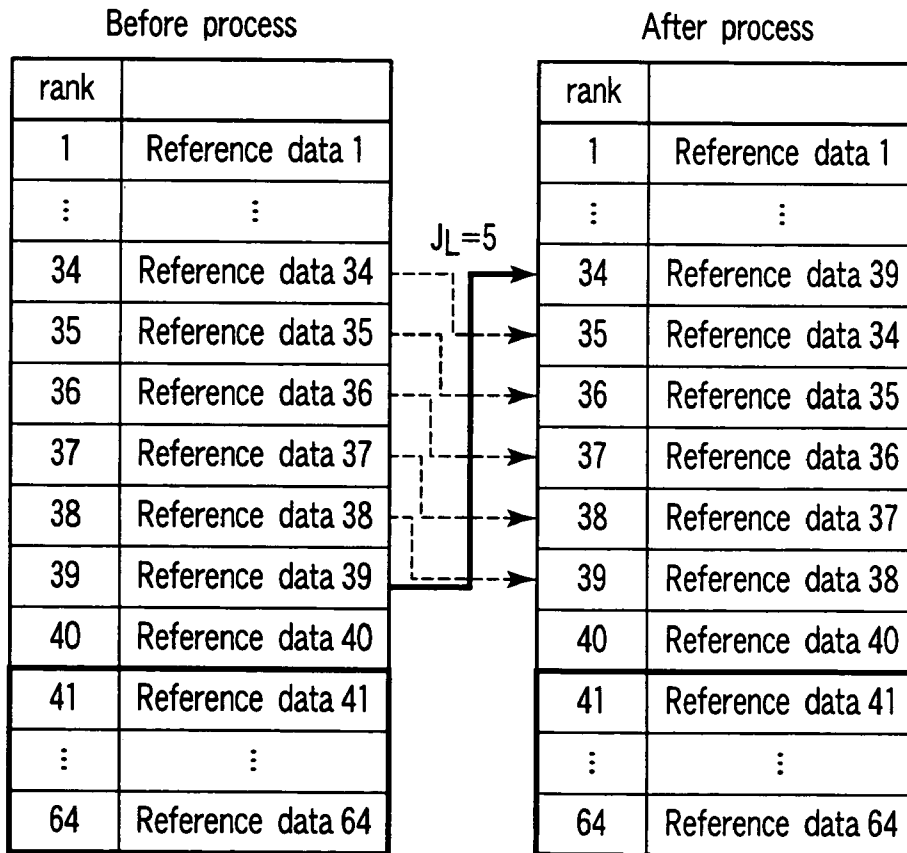 Before process
After process
rank
rank
1 Reference data 1
1 Reference data 1
⋮ ⋮
⋮ ⋮
JL=5
34 Reference data 34
34 Reference data 39
35 Reference data 35
35 Reference data 34
36 Reference data 36
36 Reference data 35
37 Reference data 37
37 Reference data 36
38 Reference data 38
38 Reference data 37
39 Reference data 39
39 Reference data 38
40 Reference data 40
40 Reference data 40
41 Reference data 41
41 Reference data 41
⋮ ⋮
⋮ ⋮
64 Reference data 64
64 Reference data 64